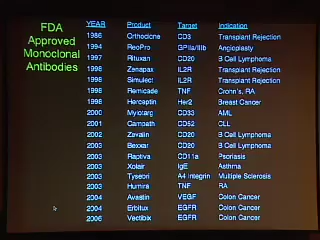 FDA
Approved
Monoclonal
Antibodies
YEAR Product Target Indication
1986 Orthoclone CD3 Transplant Rejection
1994 ReoPro GPIIa/IIIb Angioplasty
1997 Rituxan CD20 B Cell Lymphoma
1998 Zenapax IL2R Transplant Rejection
1998 Simulect IL2R Transplant Rejection
1998 Remicade TNF Crohn's, RA
1998 Herceptin Her2 Breast Cancer
2000 Mylotarg CD33 AML
2001 Campath CD52 CLL
2002 Zevalin CD20 B Cell Lymphoma
2003 Bexxar CD20 B Cell Lymphoma
2003 Raptiva CD11a Psoriasis
2003 Xolair IgE Asthma
2003 Tysebri A4 Integrin Multiple Sclerosis
2003 Humira TNF RA
2004 Avastin VEGF Colon Cancer
2004 Erbitux EGFR Colon Cancer
2006 Vectibix EGFR Colon Cancer